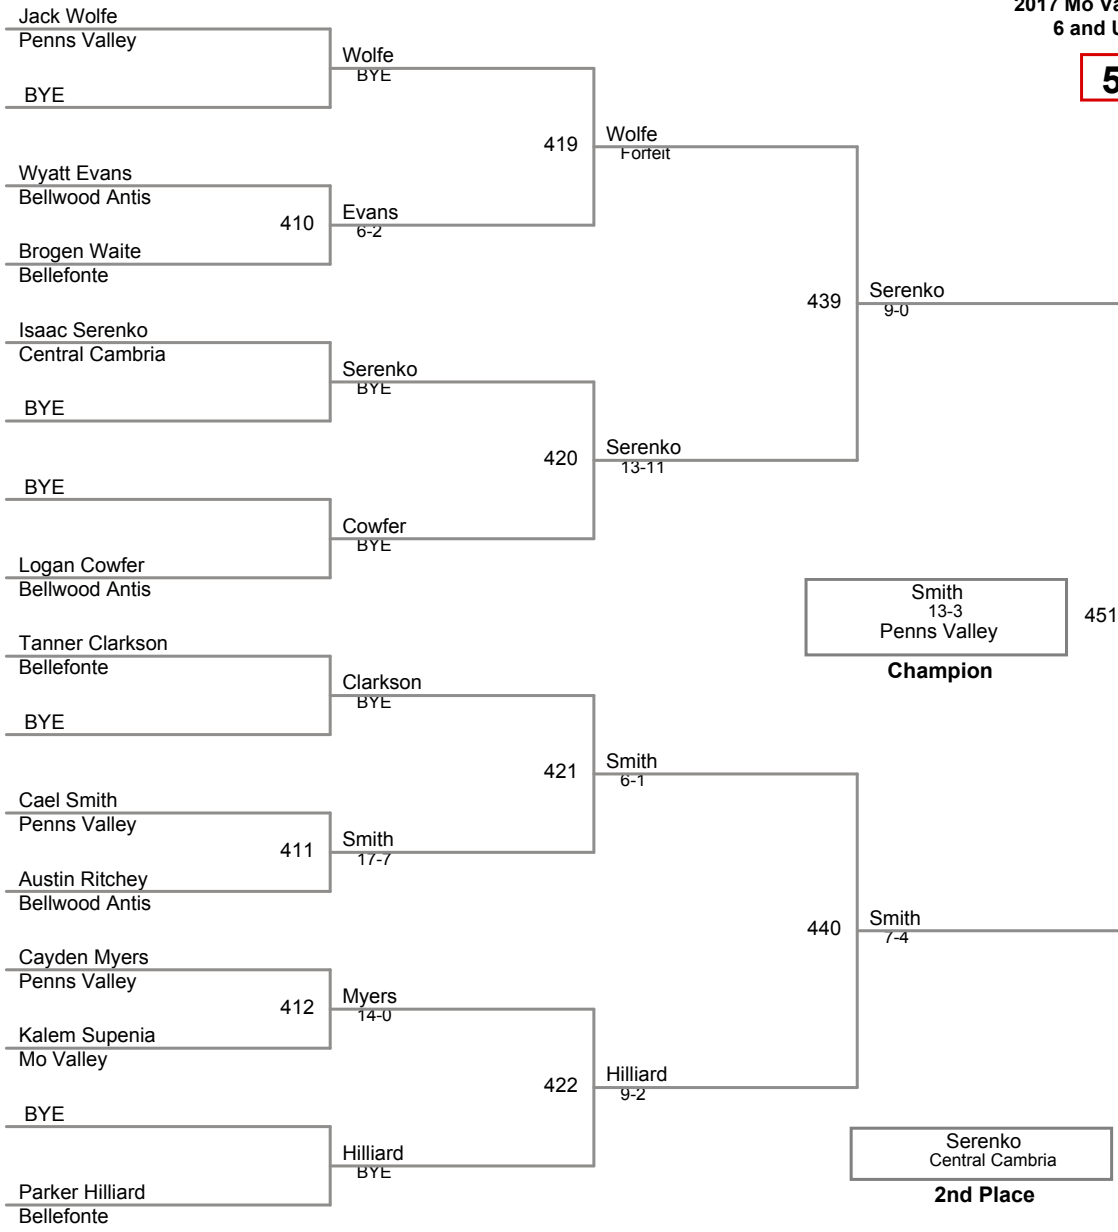 2017 Mo Va
6 and U
5
Jack Wolfe
Penns Valley
BYE
Wolfe
BYE
Wyatt Evans
Bellwood Antis
410
Brogen Waite
Bellefonte
Evans
6-2
419
Wolfe
Forfeit
Isaac Serenko
Central Cambria
BYE
Serenko
BYE
BYE
Logan Cowfer
Bellwood Antis
Cowfer
BYE
420
Serenko
13-11
439
Serenko
9-0
Smith
13-3
Penns Valley
451
Champion
Tanner Clarkson
Bellefonte
BYE
Clarkson
BYE
Cael Smith
Penns Valley
411
Austin Ritchey
Bellwood Antis
Smith
17-7
421
Smith
6-1
Cayden Myers
Penns Valley
412
Kalem Supenia
Mo Valley
Myers
14-0
BYE
Parker Hilliard
Bellefonte
Hilliard
BYE
422
Hilliard
9-2
440
Smith
7-4
Serenko
Central Cambria
2nd Place